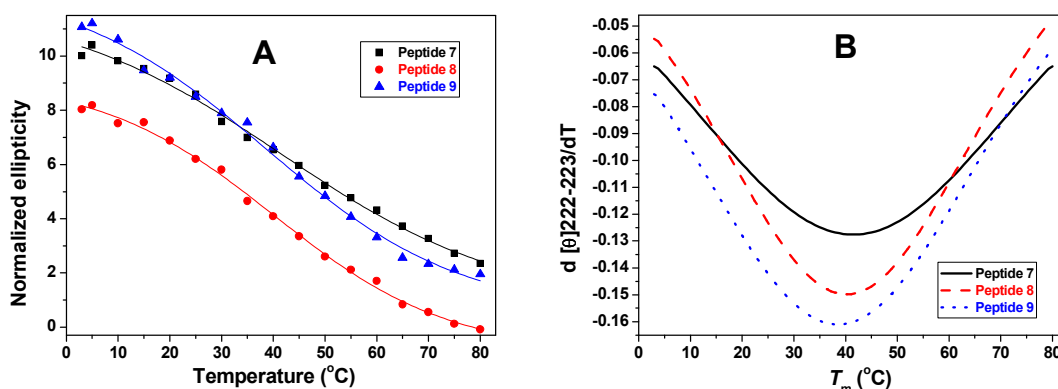 A
Peptide 7
Peptide 8
Peptide 9
Normalized ellipticity
10
8
6
4
2
0
0 10 20 30 40 50 60 70 80
Temperature (°C)
B
d [θ]222-223/dT
-0.05
-0.06
-0.07
-0.08
-0.09
-0.10
-0.11
-0.12
-0.13
-0.14
-0.15
-0.16
Peptide 7
Peptide 8
Peptide 9
0 10 20 30 40 50 60 70 80
Tm (°C)